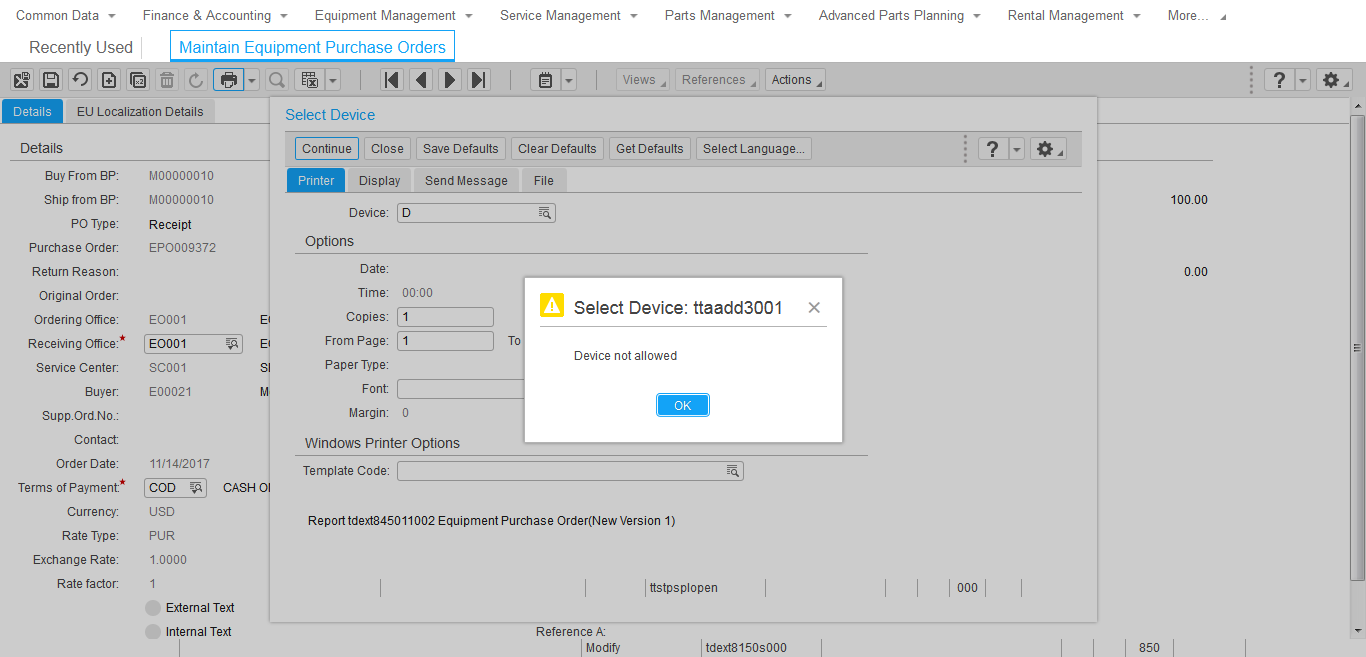 Common Data Finance & Accounting Equipment Management Service Management Parts Management Advanced Parts Planning Rental Management More...
Recently Used Maintain Equipment Purchase Orders
Views References Actions ?
Details EU Localization Details
Select Device
Continue Close Save Defaults Clear Defaults Get Defaults Select Language... ?
Printer Display Send Message File
Device: D
Options
Date:
Time: 00:00
Copies: 1
From Page: 1 To
Paper Type:
Font:
Margin: 0
Windows Printer Options
Template Code:
Report tdext845011002 Equipment Purchase Order(New Version 1)
ttstpsplopen 000
Select Device: ttaadd3001
Device not allowed
OK
Details
Buy From BP: M00000010
Ship from BP: M00000010 100.00
PO Type: Receipt
Purchase Order: EPO009372
Return Reason: 0.00
Original Order:
Ordering Office: EO001
Receiving Office:* EO001
Service Center: SC001
Buyer: E00021
Supp.Ord.No.:
Contact:
Order Date: 11/14/2017
Terms of Payment:* COD CASH
Currency: USD
Rate Type: PUR
Exchange Rate: 1.0000
Rate factor: 1
External Text
Internal Text Reference A:
Modify tdext8150s000 850